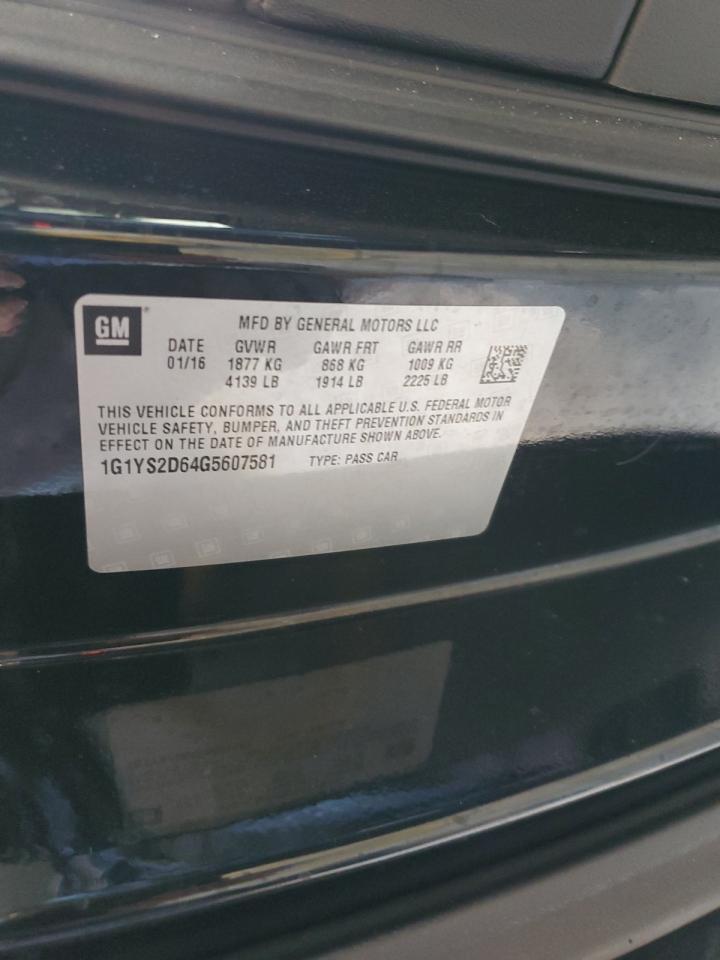 GM
MFD BY GENERAL MOTORS LLC
DATE GVWR GAWR FRT GAWR RR
01/16 1877 KG 868 KG 1009 KG
4139 LB 1914 LB 2225 LB
THIS VEHICLE CONFORMS TO ALL APPLICABLE U.S. FEDERAL MOTOR
VEHICLE SAFETY, BUMPER, AND THEFT PREVENTION STANDARDS IN
EFFECT ON THE DATE OF MANUFACTURE SHOWN ABOVE.
1G1YS2D64G5607581 TYPE: PASS CAR